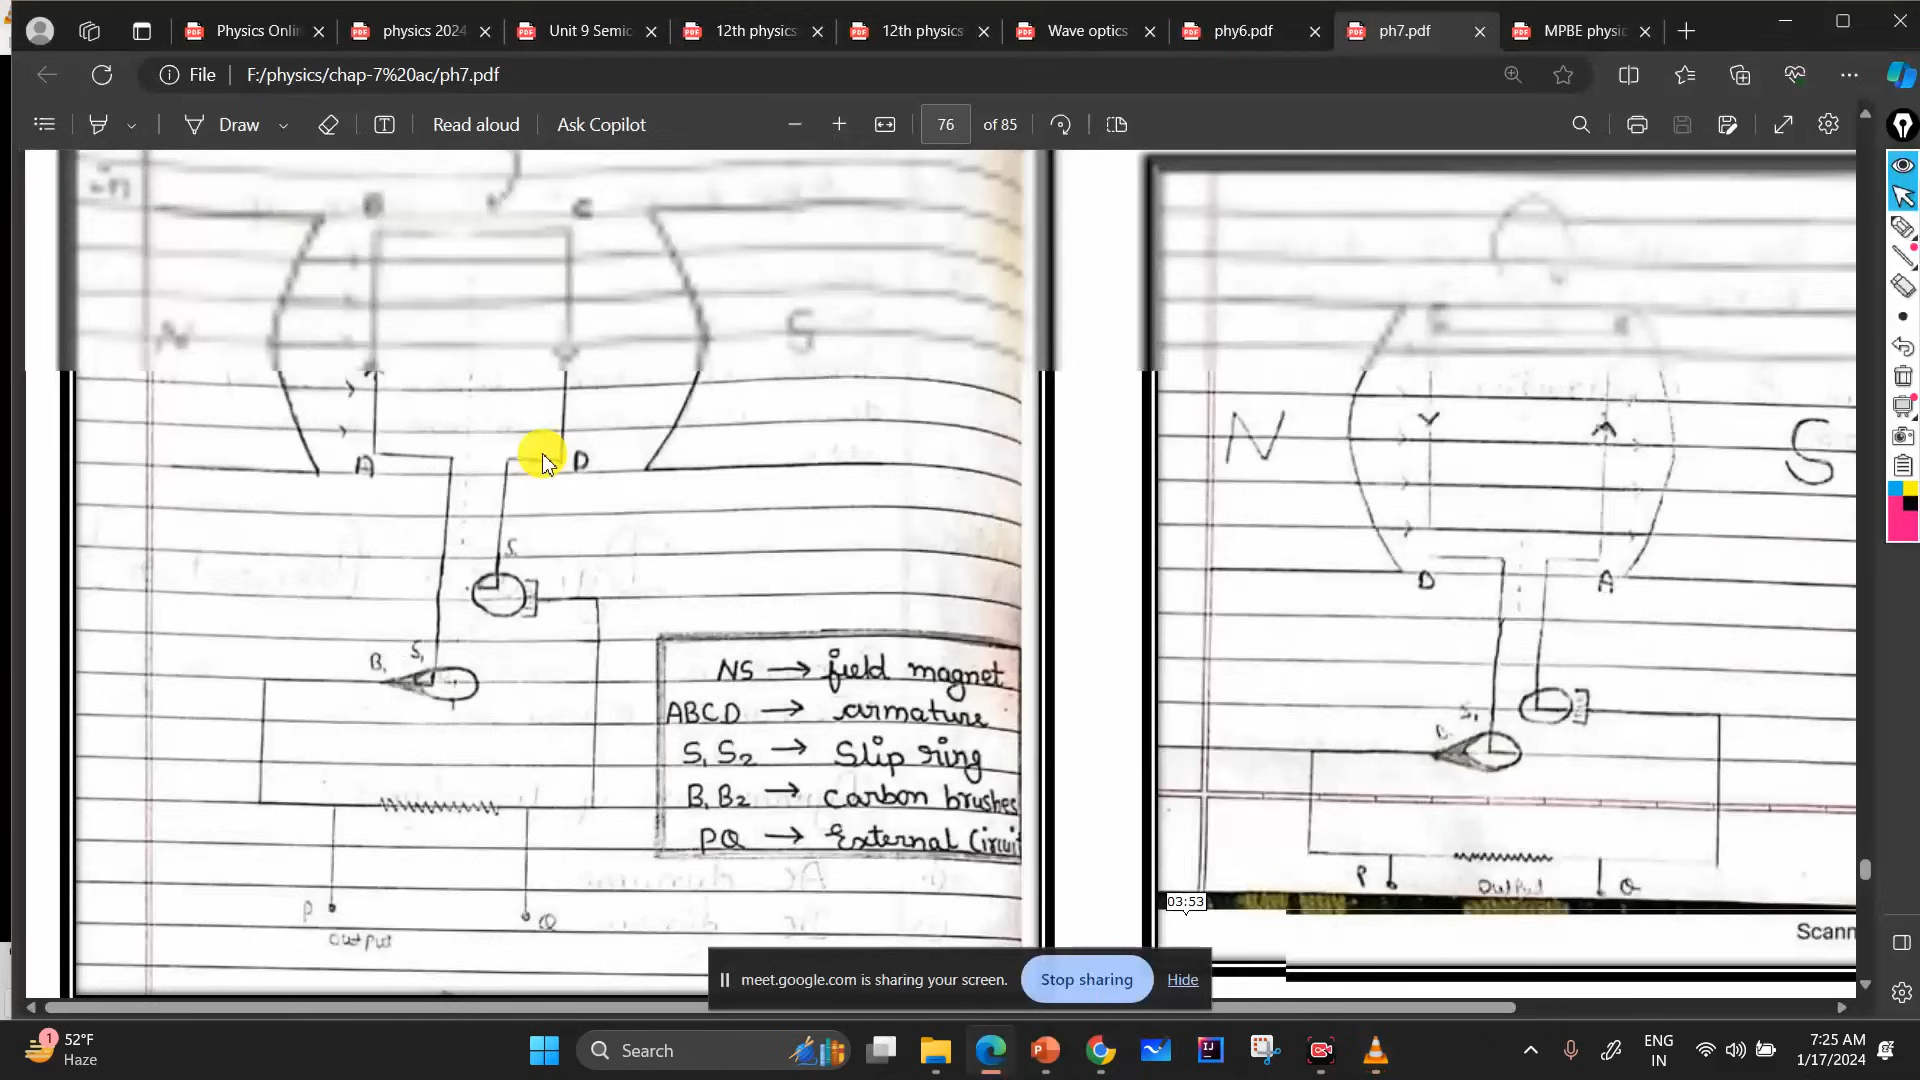 Physics Onlin
physics 2024
Unit 9 Semic
12th physics
12th physics
Wave optics
phy6.pdf
ph7.pdf
MPBE physic
File
F:/physics/chap-7%20ac/ph7.pdf
Draw
Read aloud
Ask Copilot
76 of 85
B
C
N
S
A
D
S
B1
S1
NS → field magnet
ABCD → armature
S1 S2 → Slip ring
B1 B2 → carbon brushes
PQ → External Circuit
P
Q
Output
N
S
D
A
S1
P
Output
Q
03:53
Scann
meet.google.com is sharing your screen.
Stop sharing
Hide
1
52°F
Haze
Search
ENG
IN
7:25 AM
1/17/2024